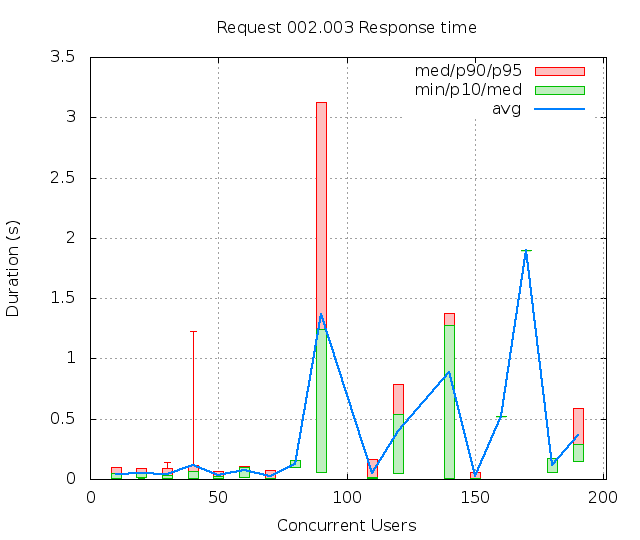 Request 002.003 Response time
med/p90/p95
min/p10/med
avg
Duration (s)
3.5
3
2.5
2
1.5
1
0.5
0
0 50 100 150 200
Concurrent Users